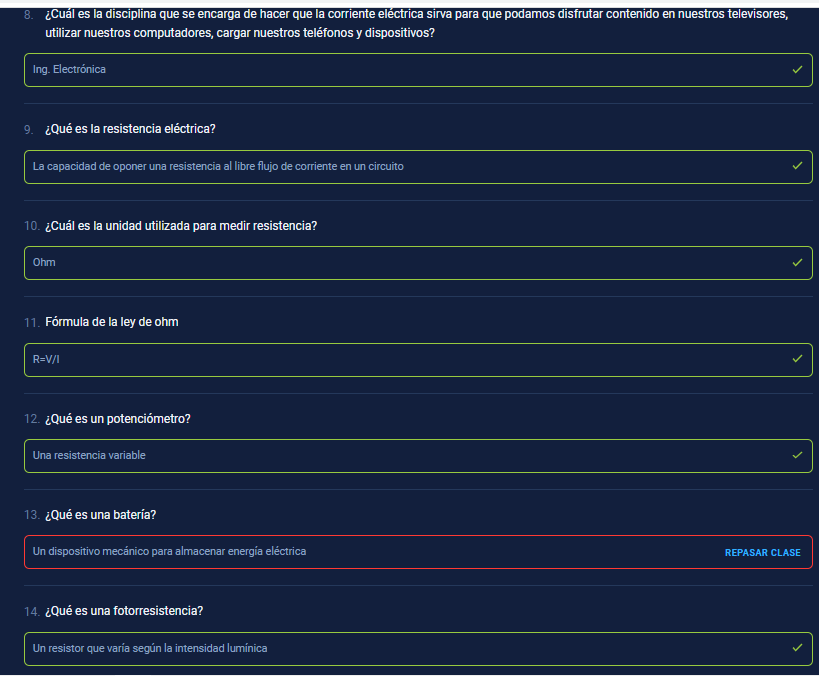 8. ¿Cuál es la disciplina que se encarga de hacer que la corriente eléctrica sirva para que podamos disfrutar contenido en nuestros televisores,
utilizar nuestros computadores, cargar nuestros teléfonos y dispositivos?
Ing. Electrónica
9. ¿Qué es la resistencia eléctrica?
La capacidad de oponer una resistencia al libre flujo de corriente en un circuito
10. ¿Cuál es la unidad utilizada para medir resistencia?
Ohm
11. Fórmula de la ley de ohm
R=V/I
12. ¿Qué es un potenciómetro?
Una resistencia variable
13. ¿Qué es una batería?
Un dispositivo mecánico para almacenar energía eléctrica REPASAR CLASE
14. ¿Qué es una fotorresistencia?
Un resistor que varía según la intensidad lumínica